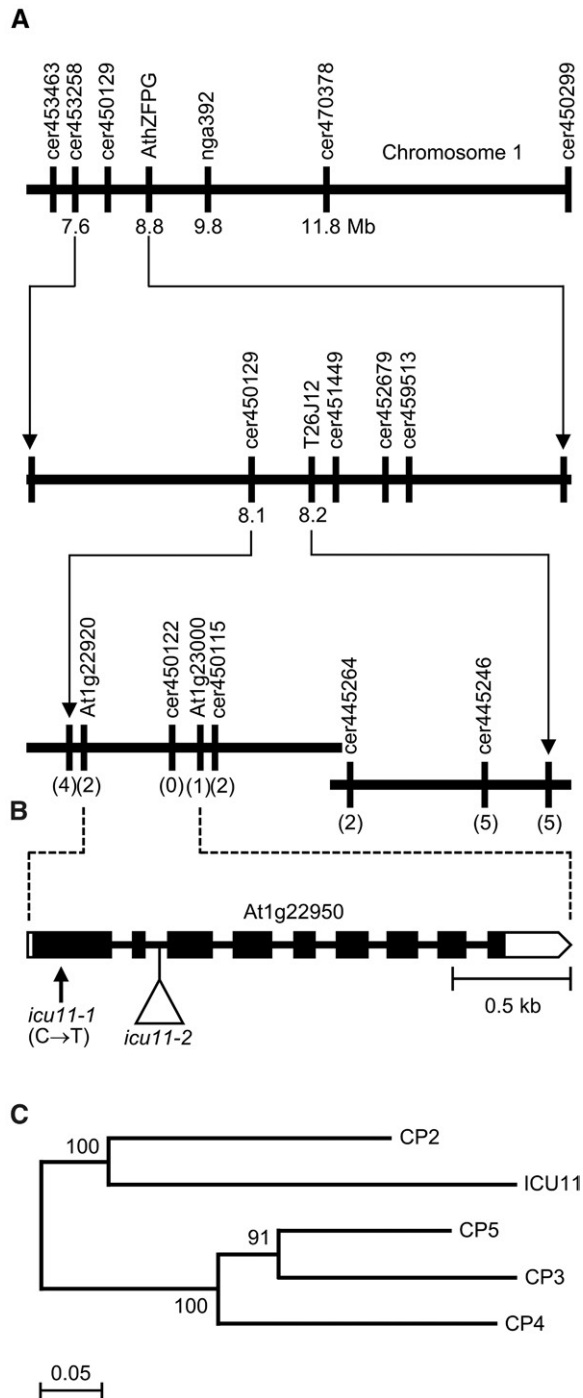 A
cer453463
cer453258
cer450129
AthZFPG
nga392
cer470378
cer450299
Chromosome 1
7.6
8.8
9.8
11.8 Mb
cer450129
T26J12
cer451449
cer452679
cer459513
8.1
8.2
At1g22920
cer450122
At1g23000
cer450115
cer445264
cer445246
(4)(2)
(0)(1)(2)
(2)
(5)
(5)
B
At1g22950
icu11-1
(C→T)
icu11-2
0.5 kb
C
100
CP2
ICU11
91
CP5
CP3
100
CP4
0.05